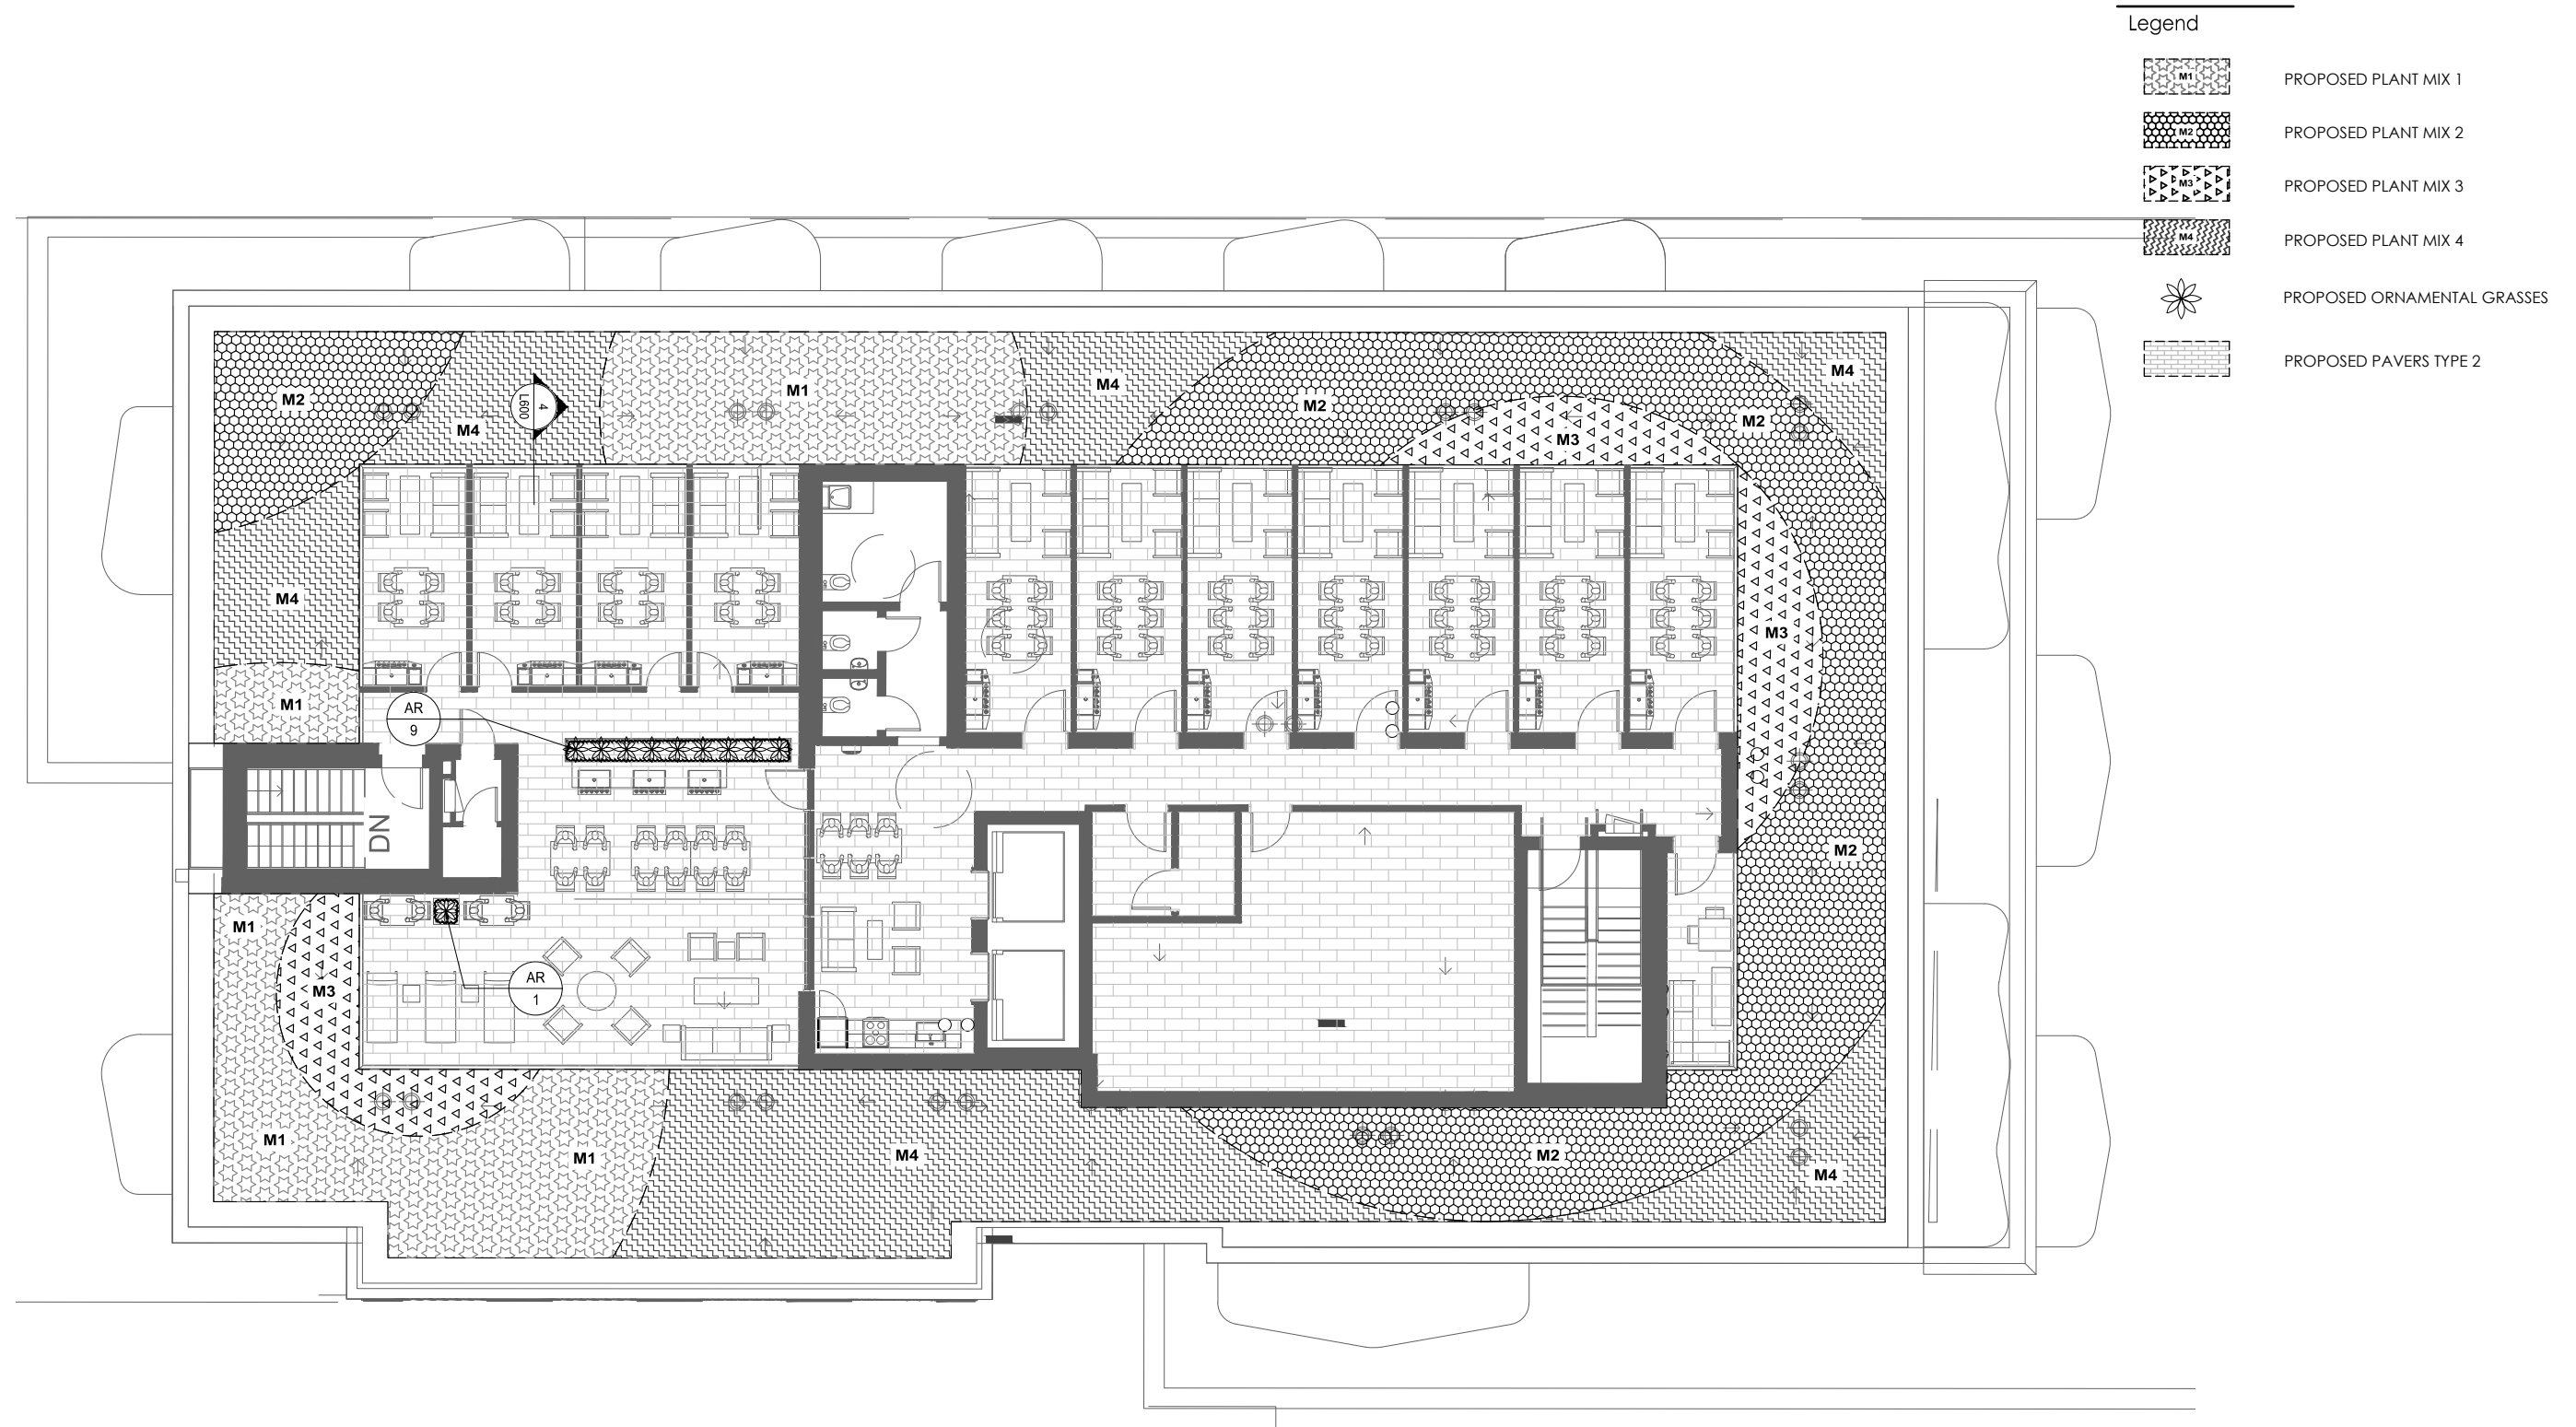 Legend
M1 PROPOSED PLANT MIX 1
M2 PROPOSED PLANT MIX 2
M3 PROPOSED PLANT MIX 3
M4 PROPOSED PLANT MIX 4
PROPOSED ORNAMENTAL GRASSES
PROPOSED PAVERS TYPE 2
M2
M4
4
L600
M1
M4
M2
M3
M2
M4
M4
M3
M1
AR
9
DN
M2
M1
M3
AR
1
M1
M1
M4
M2
M4